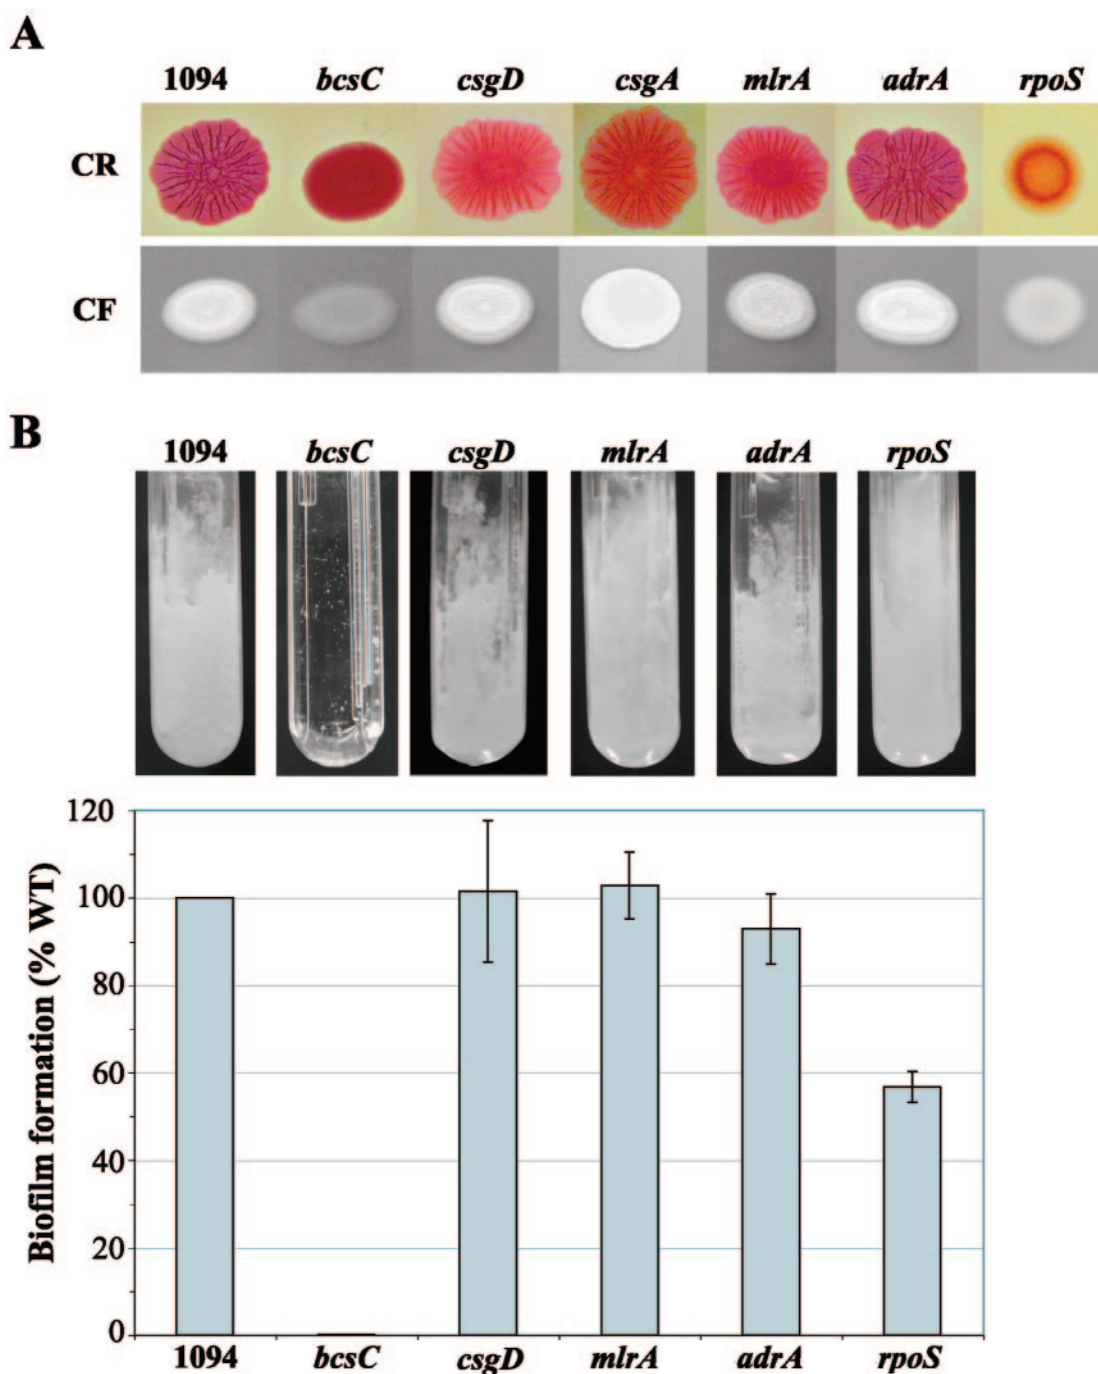 A
1094 bcsC csgD csgA mlrA adrA rpoS
CR
CF
B
1094 bcsC csgD mlrA adrA rpoS
Biofilm formation (% WT)
120
100
80
60
40
20
0
1094 bcsC csgD mlrA adrA rpoS